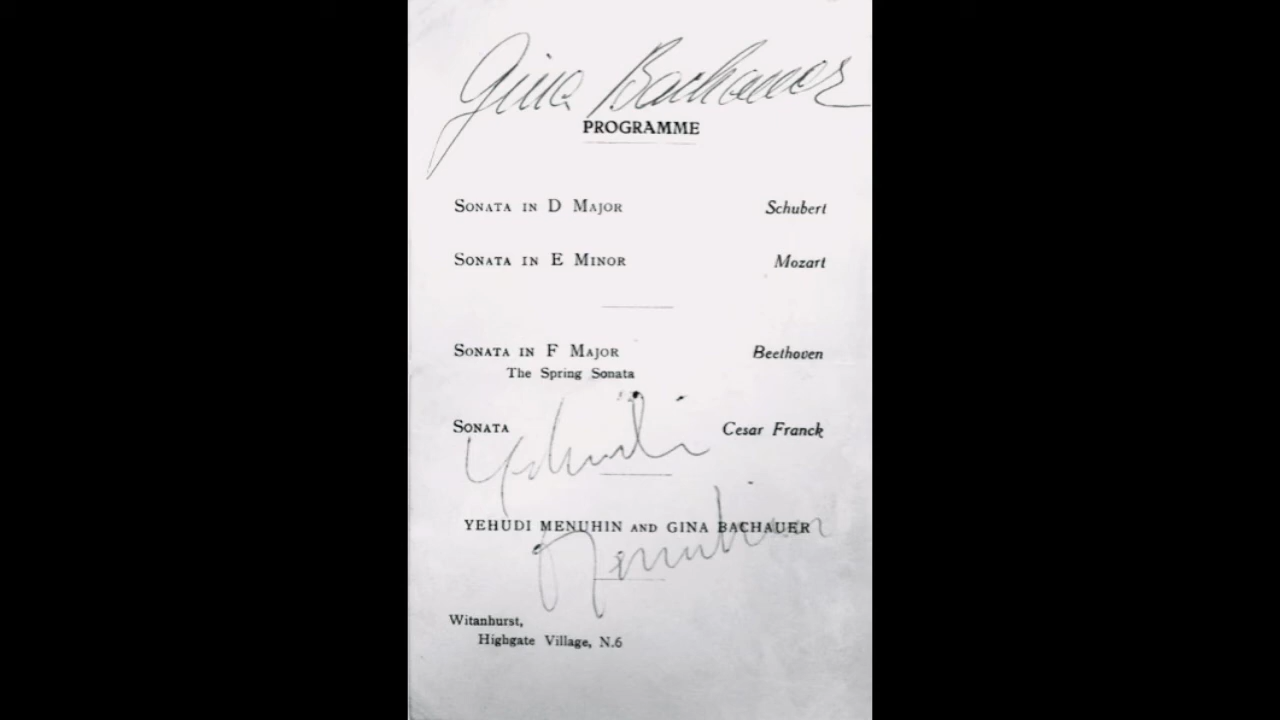 Gina Bachauer
PROGRAMME
SONATA IN D MAJOR Schubert
SONATA IN E MINOR Mozart
SONATA IN F MAJOR Beethoven
The Spring Sonata
SONATA Cesar Franck
Yehudi
YEHUDI MENUHIN AND GINA BACHAUER
Menuhin
Witanhurst,
Highgate Village, N.6